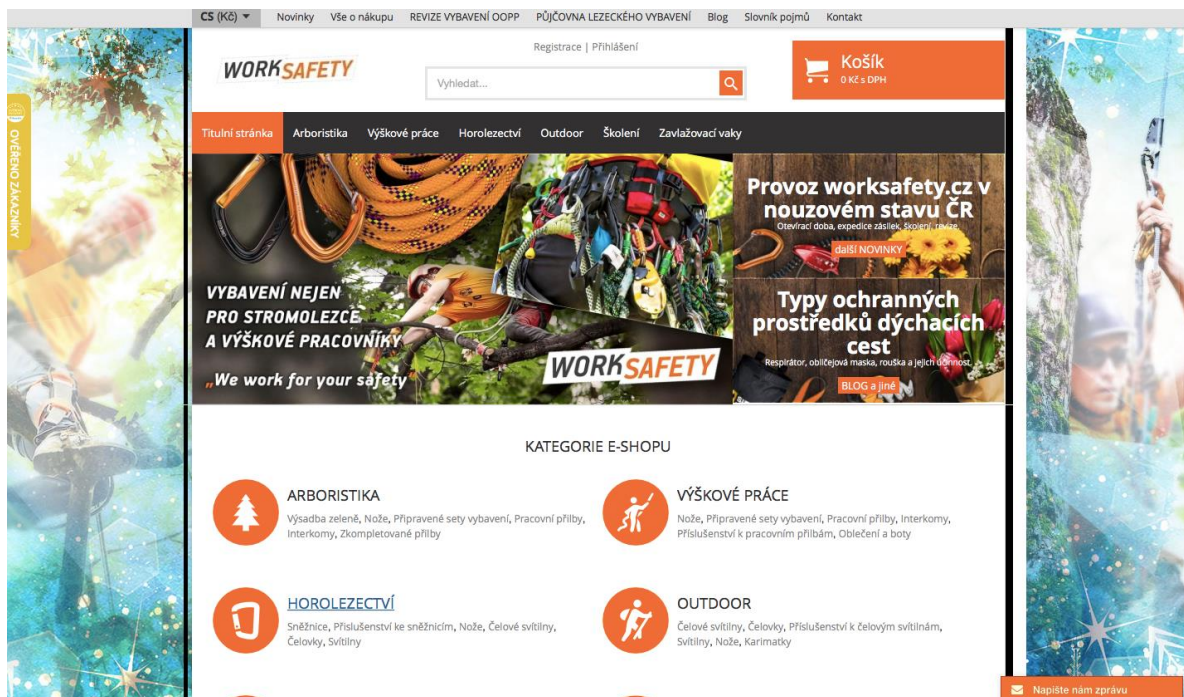 CS (Kč) Novinky Vše o nákupu REVIZE VYBAVENÍ OOPP PŮJČOVNA LEZECKÉHO VYBAVENÍ Blog Slovník pojmů Kontakt
WORKSAFETY
Registrace | Přihlášení
Vyhledat...
Košík
0 Kč s DPH
OVĚŘENO ZÁKAZNÍKY
Titulní stránka Arboristika Výškové práce Horolezectví Outdoor Školení Zavlažovací vaky
VYBAVENÍ NEJEN
PRO STROMOLEZCE
A VÝŠKOVÉ PRACOVNÍKY
„We work for your safety"
WORKSAFETY
Provoz worksafety.cz v
nouzovém stavu ČR
Otevírací doba, expedice zásilek, školení, revize.
další NOVINKY
Typy ochranných
prostředků dýchacích
cest
Respirátor, obličejová maska, rouška a jejich účinnost.
BLOG a jiné
KATEGORIE E-SHOPU
ARBORISTIKA
Výsadba zeleně, Nože, Připravené sety vybavení, Pracovní přilby,
Interkomy, Zkompletované přilby
VÝŠKOVÉ PRÁCE
Nože, Připravené sety vybavení, Pracovní přilby, Interkomy,
Příslušenství k pracovním přilbám, Oblečení a boty
HOROLEZECTVÍ
Sněžnice, Příslušenství ke sněžnicím, Nože, Čelové svítilny,
Čelovky, Svítilny
OUTDOOR
Čelové svítilny, Čelovky, Příslušenství k čelovým svítilnám,
Svítilny, Nože, Karimatky
Napište nám zprávu